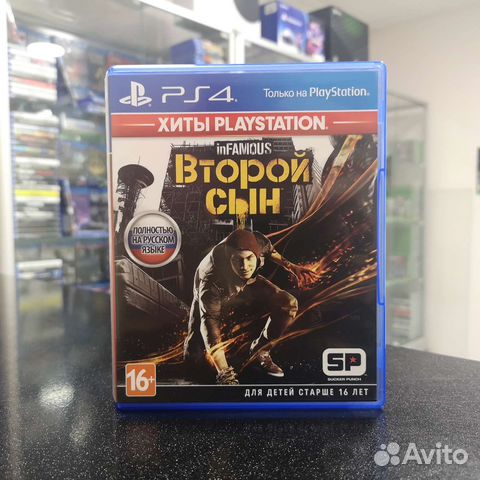 PS4
Только на PlayStation®
ХИТЫ PLAYSTATION®
inFAMOUS
Второй
сын
ПОЛНОСТЬЮ
НА РУССКОМ
ЯЗЫКЕ
16+
SP
SUCKER PUNCH
ДЛЯ ДЕТЕЙ СТАРШЕ 16 ЛЕТ
Avito